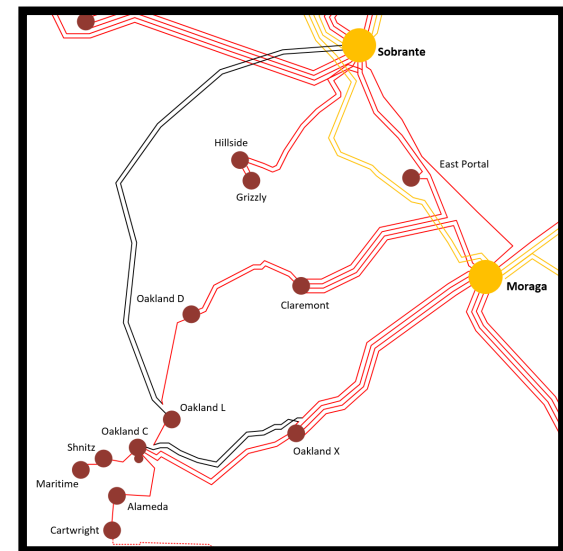 Sobrante
Hillside
East Portal
Grizzly
Moraga
Oakland D
Claremont
Oakland L
Oakland C
Shnitz
Oakland X
Maritime
Alameda
Cartwright